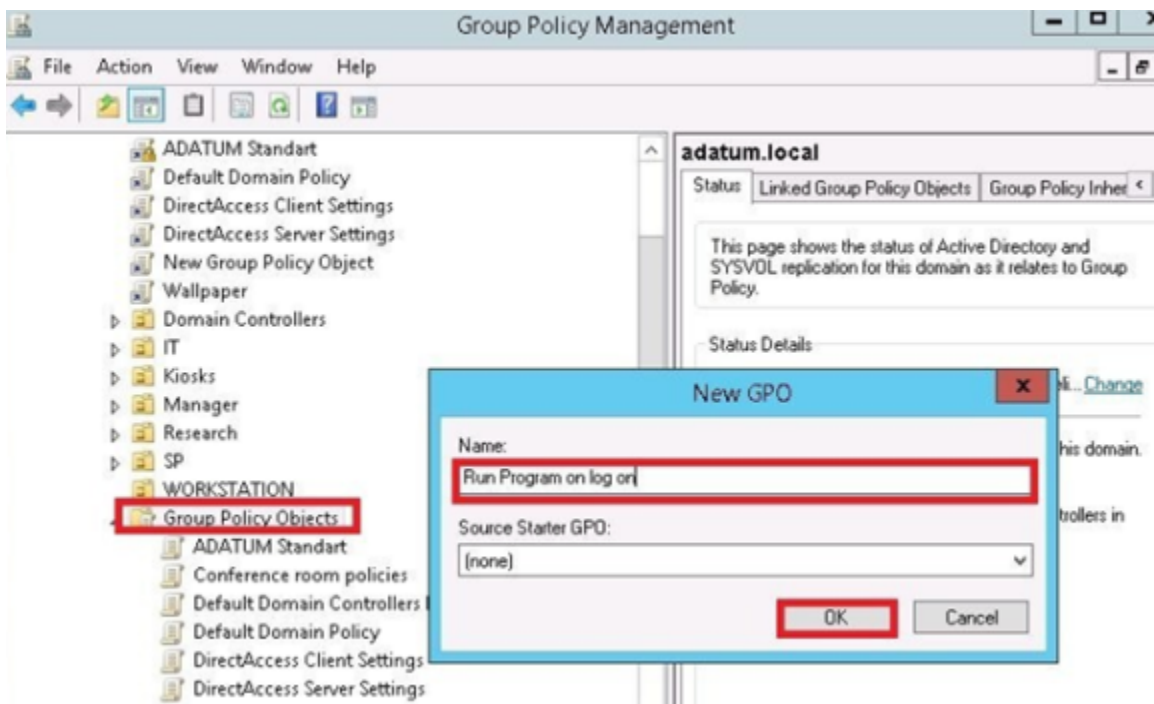 Group Policy Management
File Action View Window Help
ADATUM Standart
Default Domain Policy
DirectAccess Client Settings
DirectAccess Server Settings
New Group Policy Object
Wallpaper
Domain Controllers
IT
Kiosks
Manager
Research
SP
WORKSTATION
Group Policy Objects
ADATUM Standart
Conference room policies
Default Domain Controllers
Default Domain Policy
DirectAccess Client Settings
DirectAccess Server Settings
adatum.local
Status Linked Group Policy Objects Group Policy Inher
This page shows the status of Active Directory and
SYSVOL replication for this domain as it relates to Group
Policy.
Status Details
Change
his domain.
trollers in
New GPO
Name:
Run Program on log on
Source Starter GPO:
(none)
OK Cancel